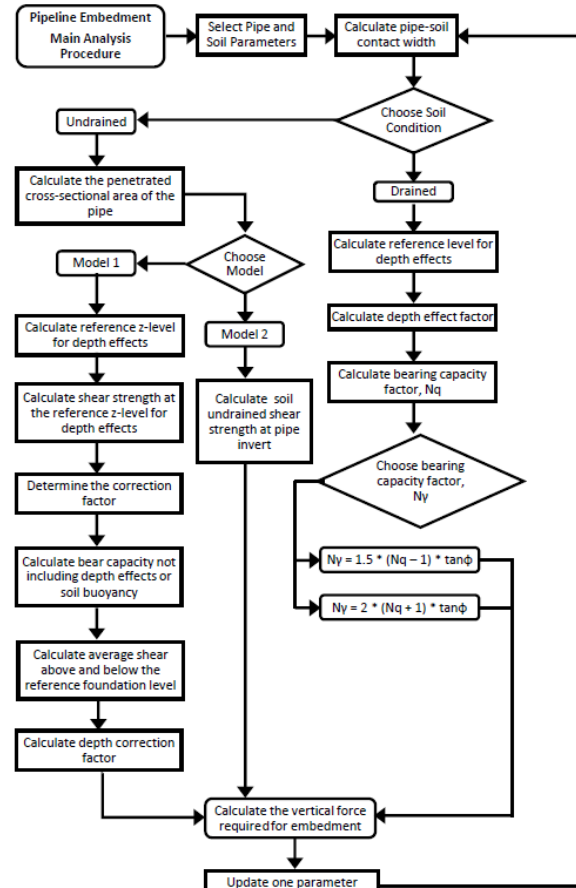 Pipeline Embedment
Main Analysis
Procedure
Select Pipe and
Soil Parameters
Calculate pipe-soil
contact width
Choose Soil
Condition
Undrained
Calculate the penetrated
cross-sectional area of the
pipe
Choose
Model
Model 1
Calculate reference z-level
for depth effects
Calculate shear strength at
the reference z-level for
depth effects
Determine the correction
factor
Calculate bear capacity not
including depth effects or
soil buoyancy
Calculate average shear
above and below the
reference foundation level
Calculate depth correction
factor
Model 2
Calculate soil
undrained shear
strength at pipe
invert
Drained
Calculate reference level for
depth effects
Calculate depth effect factor
Calculate bearing capacity
factor, Nq
Choose bearing
capacity factor,
Nγ
Nγ = 1.5 * (Nq – 1) * tanϕ
Nγ = 2 * (Nq + 1) * tanϕ
Calculate the vertical force
required for embedment
Update one parameter